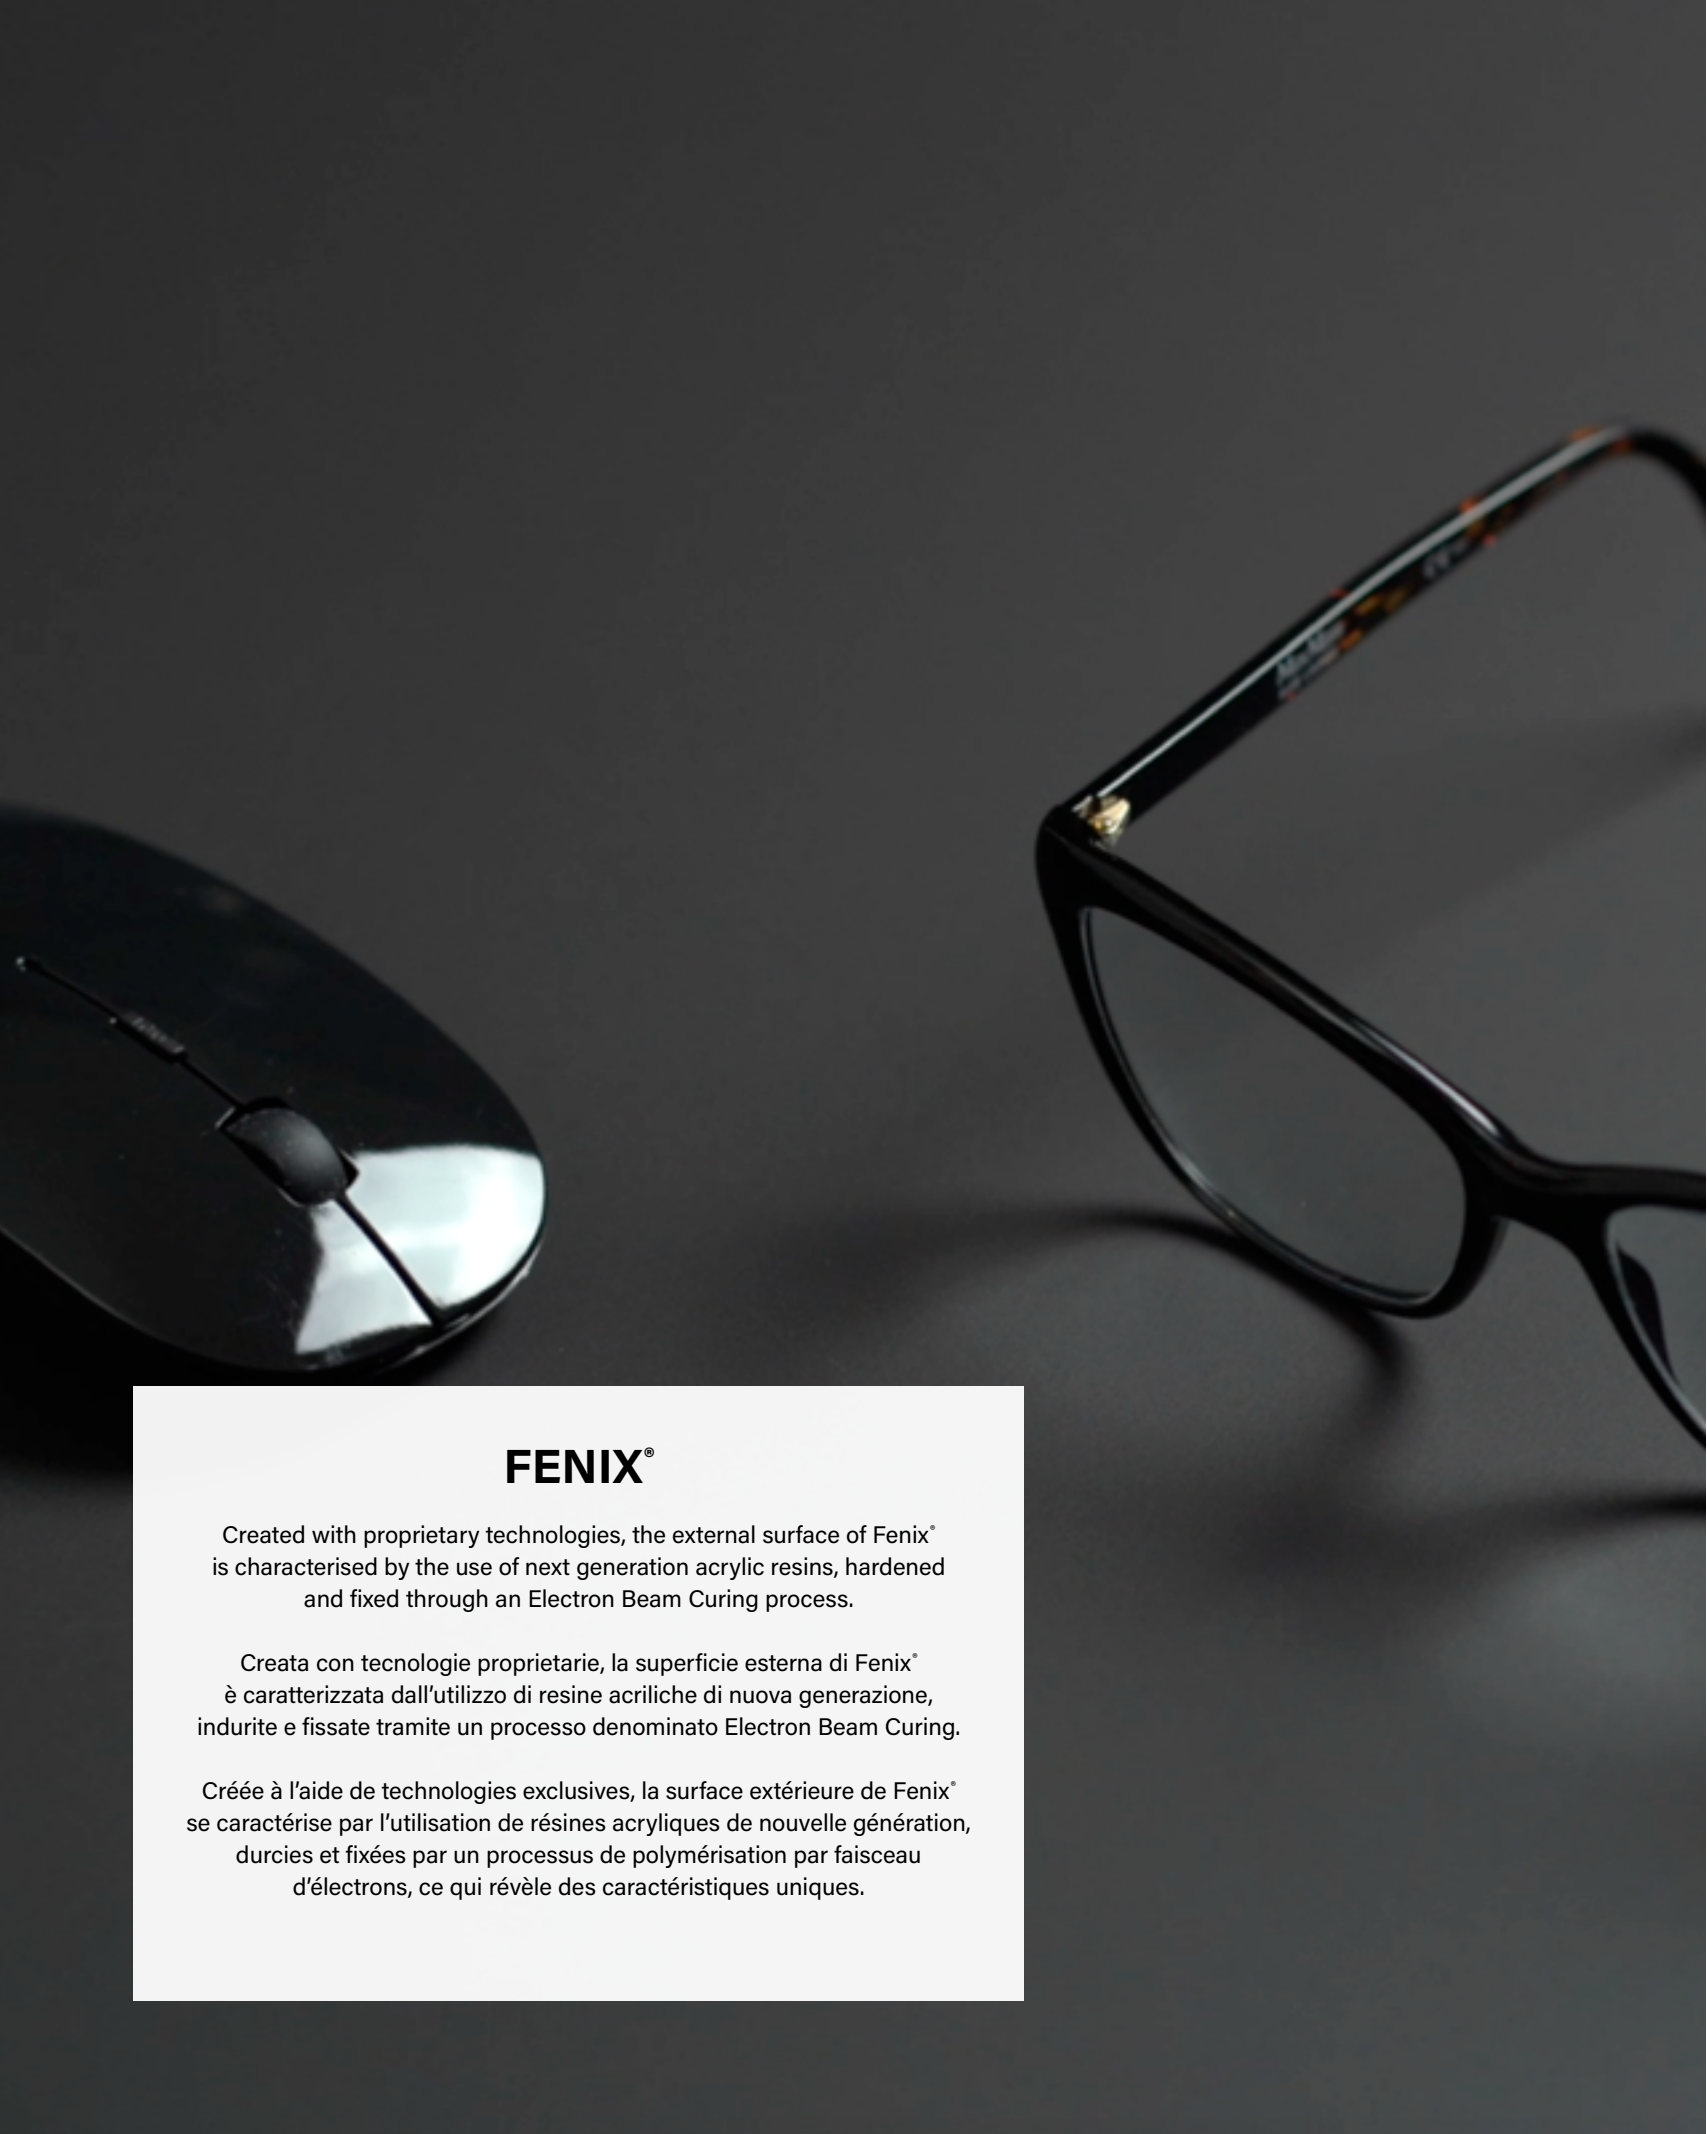 FENIX®
Created with proprietary technologies, the external surface of Fenix®
is characterised by the use of next generation acrylic resins, hardened
and fixed through an Electron Beam Curing process.
Creata con tecnologie proprietarie, la superficie esterna di Fenix®
è caratterizzata dall’utilizzo di resine acriliche di nuova generazione,
indurite e fissate tramite un processo denominato Electron Beam Curing.
Créée à l’aide de technologies exclusives, la surface extérieure de Fenix®
se caractérise par l’utilisation de résines acryliques de nouvelle génération,
durcies et fixées par un processus de polymérisation par faisceau
d’électrons, ce qui révèle des caractéristiques uniques.